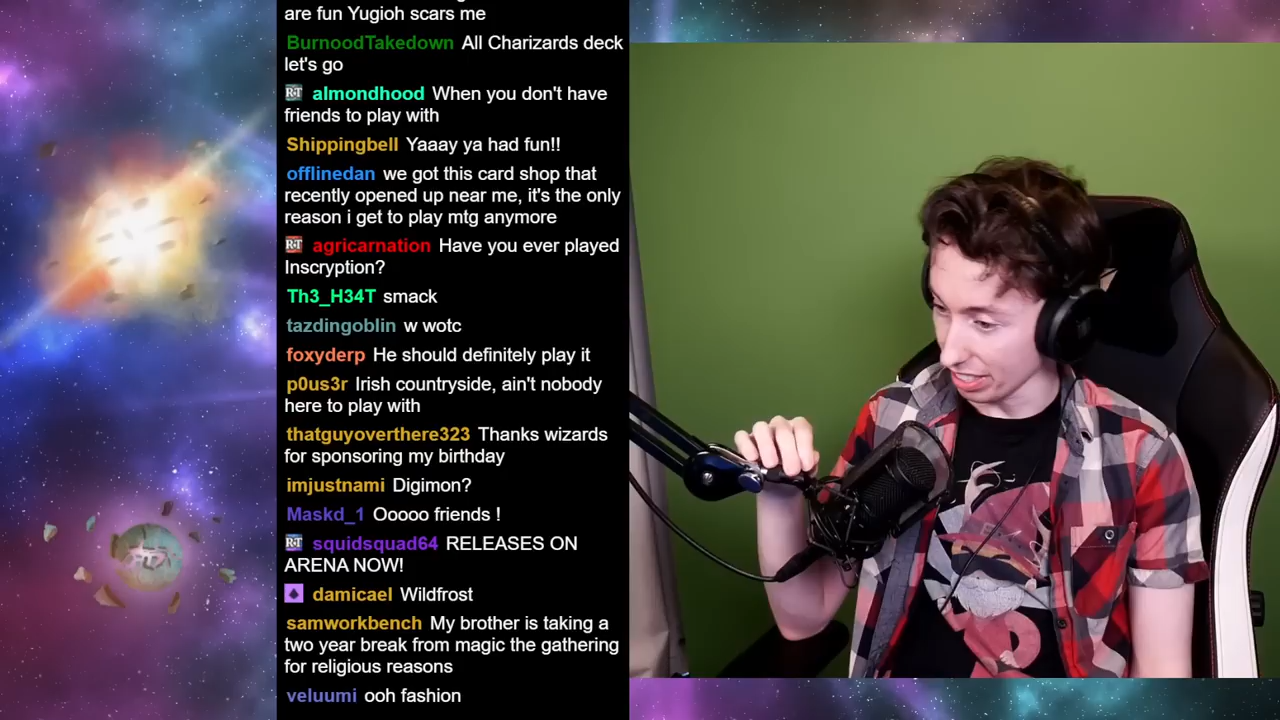 are fun Yugioh scars me
BurnoodTakedown All Charizards deck
let's go
RT almondhood When you don't have
friends to play with
Shippingbell Yaaay ya had fun!!
offlinedan we got this card shop that
recently opened up near me, it's the only
reason i get to play mtg anymore
RT agricarnation Have you ever played
Inscryption?
Th3_H34T smack
tazdingoblin w wotc
foxyderp He should definitely play it
p0us3r Irish countryside, ain't nobody
here to play with
thatguyoverthere323 Thanks wizards
for sponsoring my birthday
imjustnami Digimon?
Maskd_1 Ooooo friends !
RT squidsquad64 RELEASES ON
ARENA NOW!
damicael Wildfrost
samworkbench My brother is taking a
two year break from magic the gathering
for religious reasons
veluumi ooh fashion